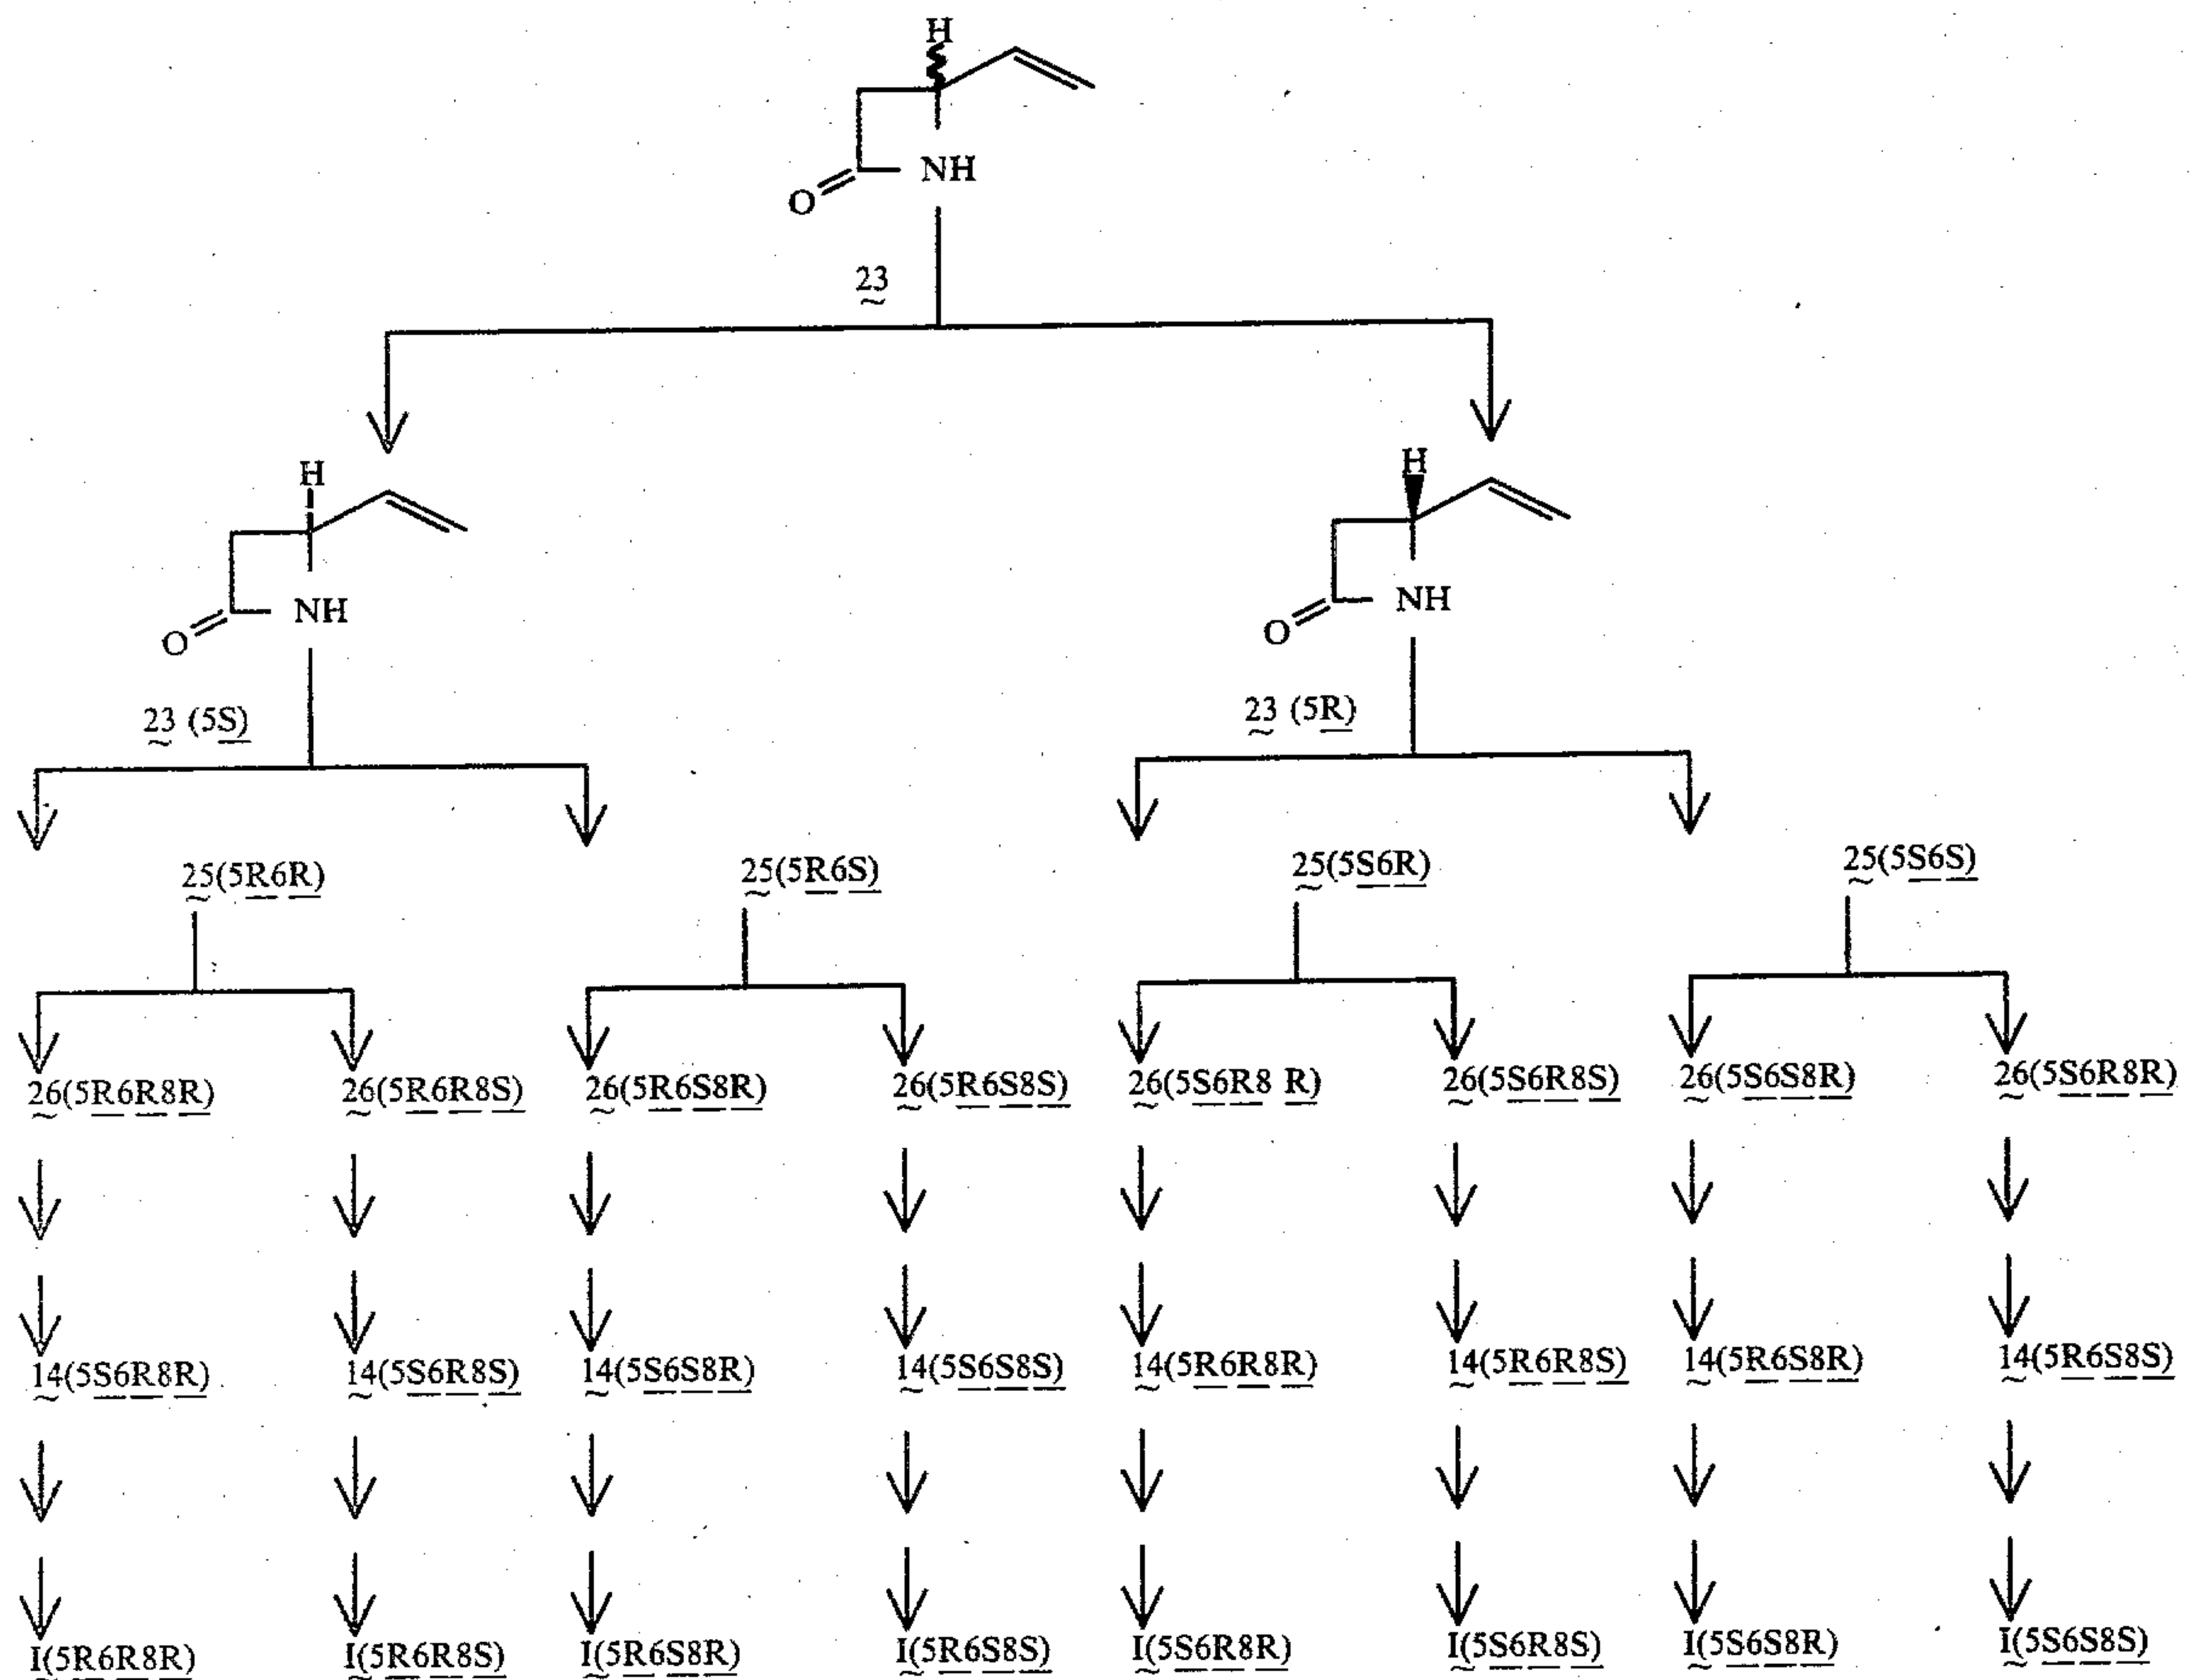 H
NH
O
23
H
NH
O
H
NH
O
23 (5S)
23 (5R)
25(5R6R)
25(5R6S)
25(5S6R)
25(5S6S)
26(5R6R8R)
26(5R6R8S)
26(5R6S8R)
26(5R6S8S)
26(5S6R8 R)
26(5S6R8S)
26(5S6S8R)
26(5S6R8R)
14(5S6R8R)
14(5S6R8S)
14(5S6S8R)
14(5S6S8S)
14(5R6R8R)
14(5R6R8S)
14(5R6S8R)
14(5R6S8S)
I(5R6R8R)
I(5R6R8S)
I(5R6S8R)
I(5R6S8S)
I(5S6R8R)
I(5S6R8S)
I(5S6S8R)
I(5S6S8S)